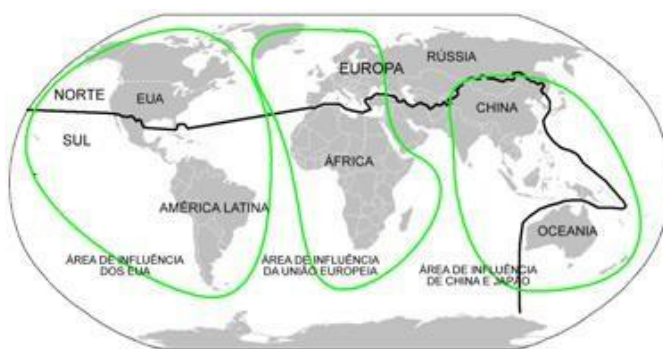 RÚSSIA
EUROPA
NORTE
EUA
CHINA
SUL
ÁFRICA
AMÉRICA LATINA
OCEANIA
ÁREA DE INFLUÊNCIA
DOS EUA
ÁREA DE INFLUÊNCIA
DA UNIÃO EUROPEIA
ÁREA DE INFLUÊNCIA
DE CHINA E JAPÃO